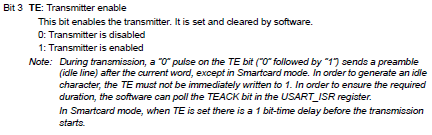 Bit 3 TE: Transmitter enable
This bit enables the transmitter. It is set and cleared by software.
0: Transmitter is disabled
1: Transmitter is enabled
Note: During transmission, a "0" pulse on the TE bit ("0" followed by "1") sends a preamble
(idle line) after the current word, except in Smartcard mode. In order to generate an idle
character, the TE must not be immediately written to 1. In order to ensure the required
duration, the software can poll the TEACK bit in the USART_ISR register.
In Smartcard mode, when TE is set there is a 1 bit-time delay before the transmission
starts.